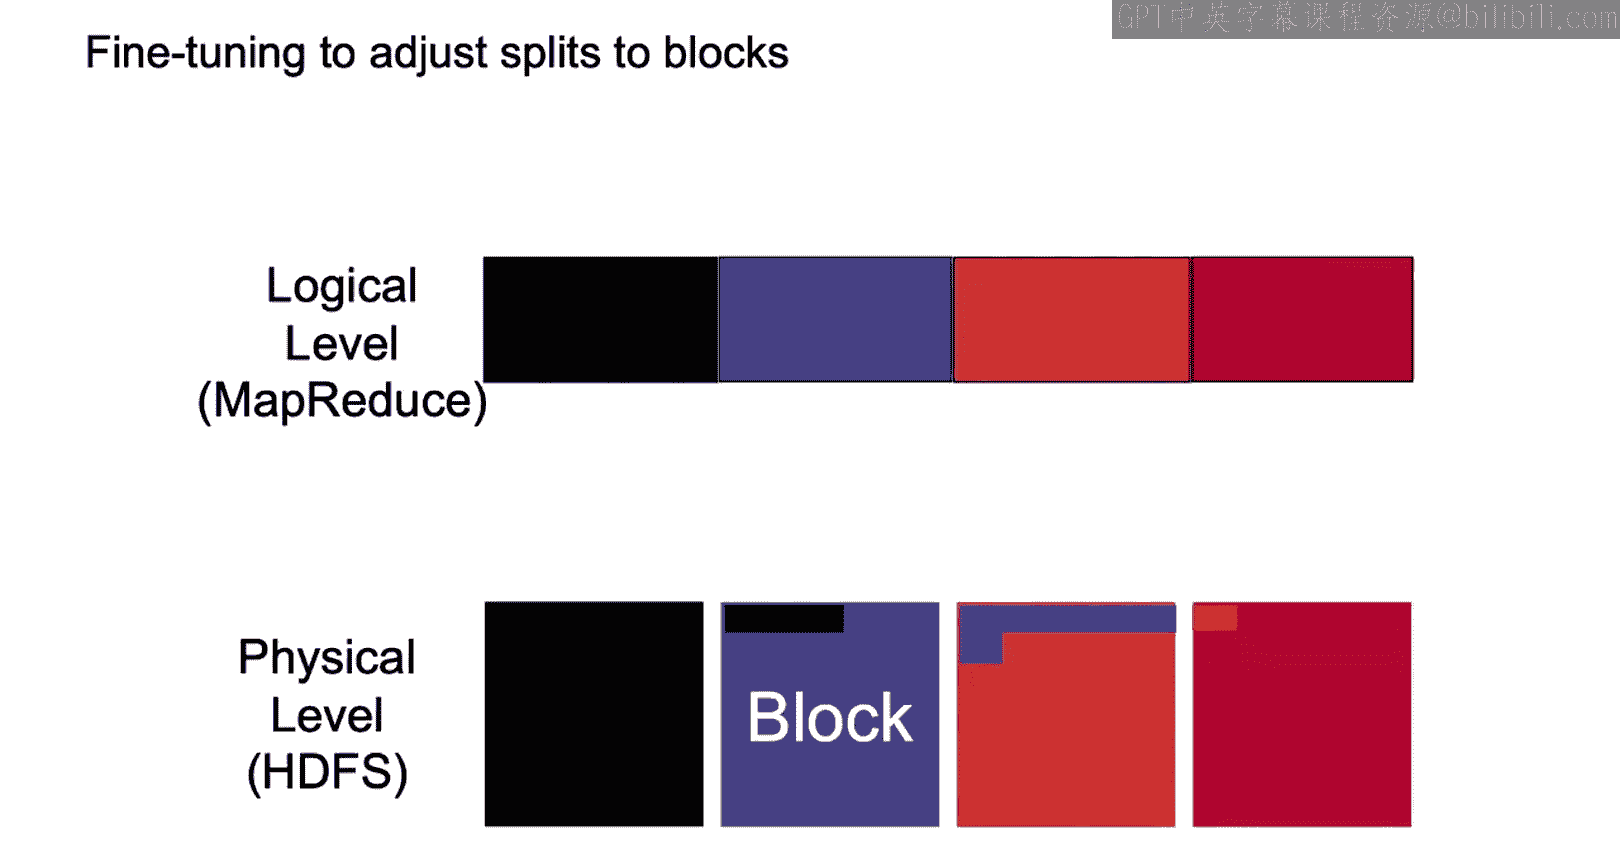 GPT中英字幕课程资源@bilibili.com
Fine-tuning to adjust splits to blocks
Logical
Level
(MapReduce)
Physical
Level
(HDFS)
Block